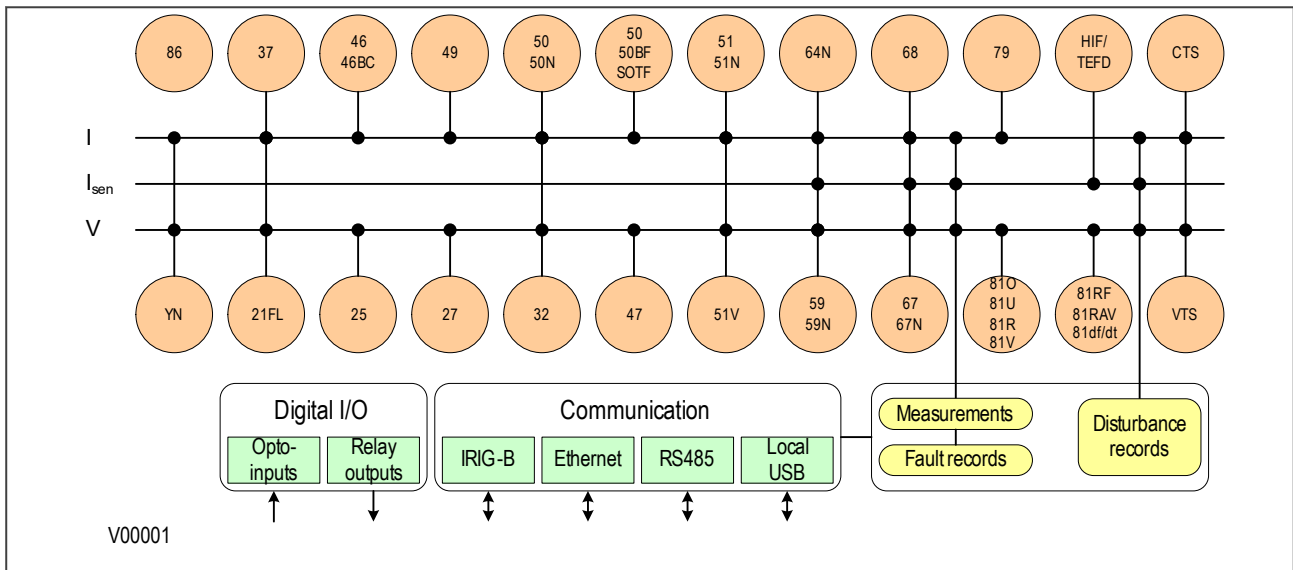 86
37
46
46BC
49
50
50N
50
50BF
SOTF
51
51N
64N
68
79
HIF/
TEFD
CTS
I
Isen
V
YN
21FL
25
27
32
47
51V
59
59N
67
67N
81O
81U
81R
81V
81RF
81RAV
81df/dt
VTS
Digital I/O
Opto-
inputs
Relay
outputs
Communication
IRIG-B
Ethernet
RS485
Local
USB
Measurements
Fault records
Disturbance
records
V00001